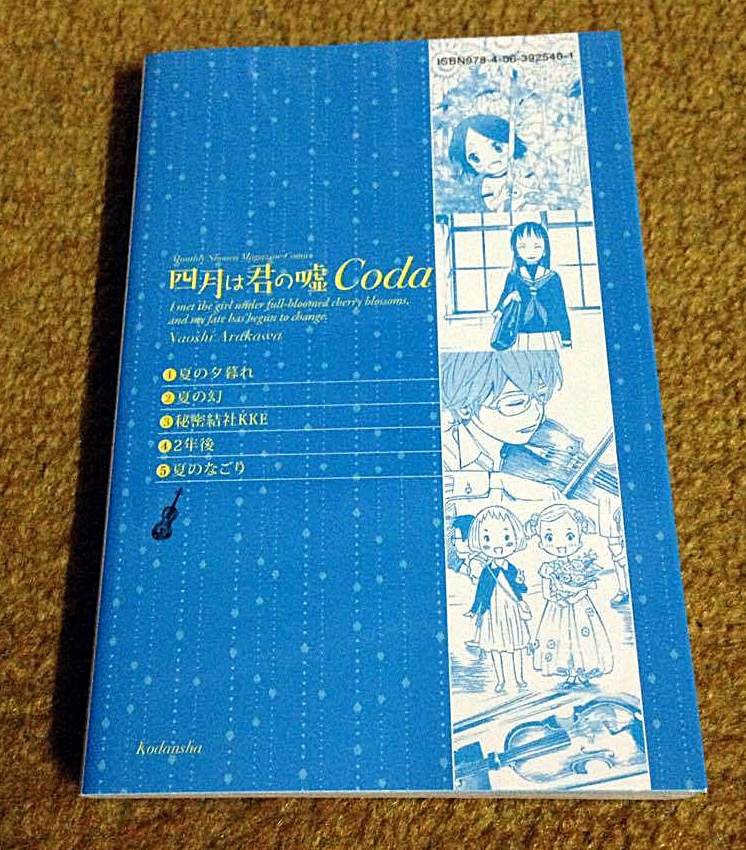 ISBN978-4-06-392540-1
Monthly Shonen Magazine Comics
四月は君の嘘 Coda
I met the girl under full-bloomed cherry blossoms,
and my fate has begun to change.
Naoshi Arakawa
1 夏の夕暮れ
2 夏の幻
3 秘密結社KKE
4 2年後
5 夏のなごり
Kodansha